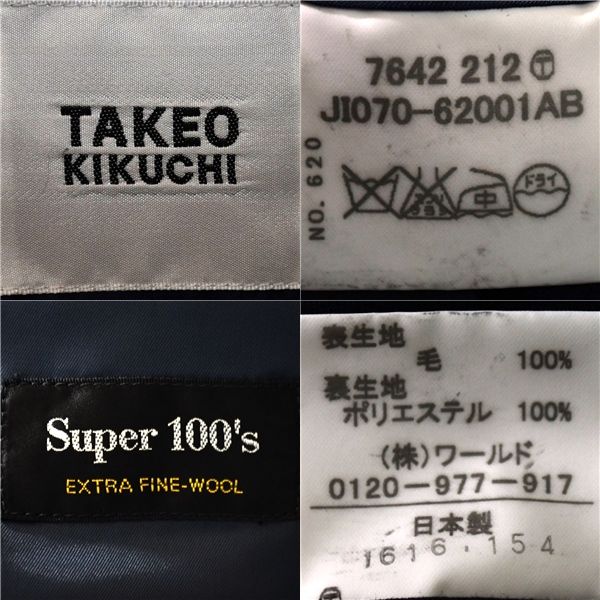 TAKEO
KIKUCHI
7642 212 Ⓣ
JI070-62001AB
NO. 620
中
ドライ
Super 100's
EXTRA FINE-WOOL
表生地
毛 100%
裏生地
ポリエステル 100%
(株)ワールド
0120-977-917
日本製
1616・154